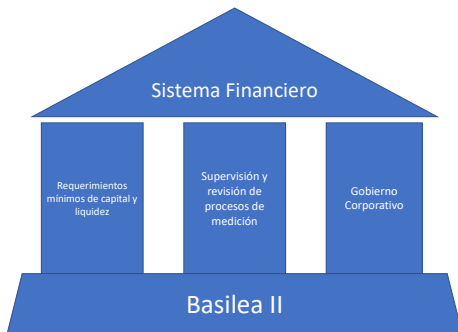 Sistema Financiero
Requerimientos
mínimos de capital y
liquidez
Supervisión y
revisión de
procesos de
medición
Gobierno
Corporativo
Basilea II